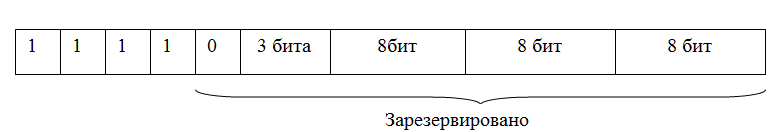 1 1 1 1 0 3 бита 8бит 8 бит 8 бит
Зарезервировано